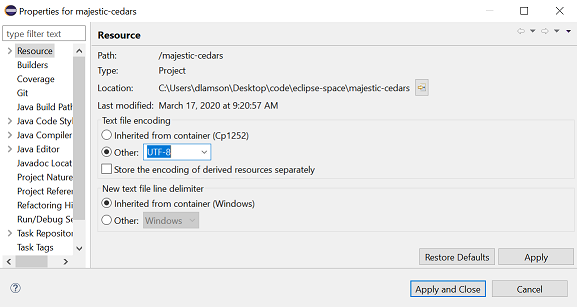 Properties for majestic-cedars
type filter text
Resource
Builders
Coverage
Git
Java Build Path
Java Code Sty
Java Compiler
Java Editor
Javadoc Locat
Project Nature
Project Refere
Refactoring Hi
Run/Debug Se
Task Repositor
Task Tags
Resource
Path: /majestic-cedars
Type: Project
Location: C:\Users\dlamson\Desktop\code\eclipse-space\majestic-cedars
Last modified: March 17, 2020 at 9:20:57 AM
Text file encoding
Inherited from container (Cp1252)
Other: UTF-8
Store the encoding of derived resources separately
New text file line delimiter
Inherited from container (Windows)
Other: Windows
Restore Defaults Apply
? Apply and Close Cancel